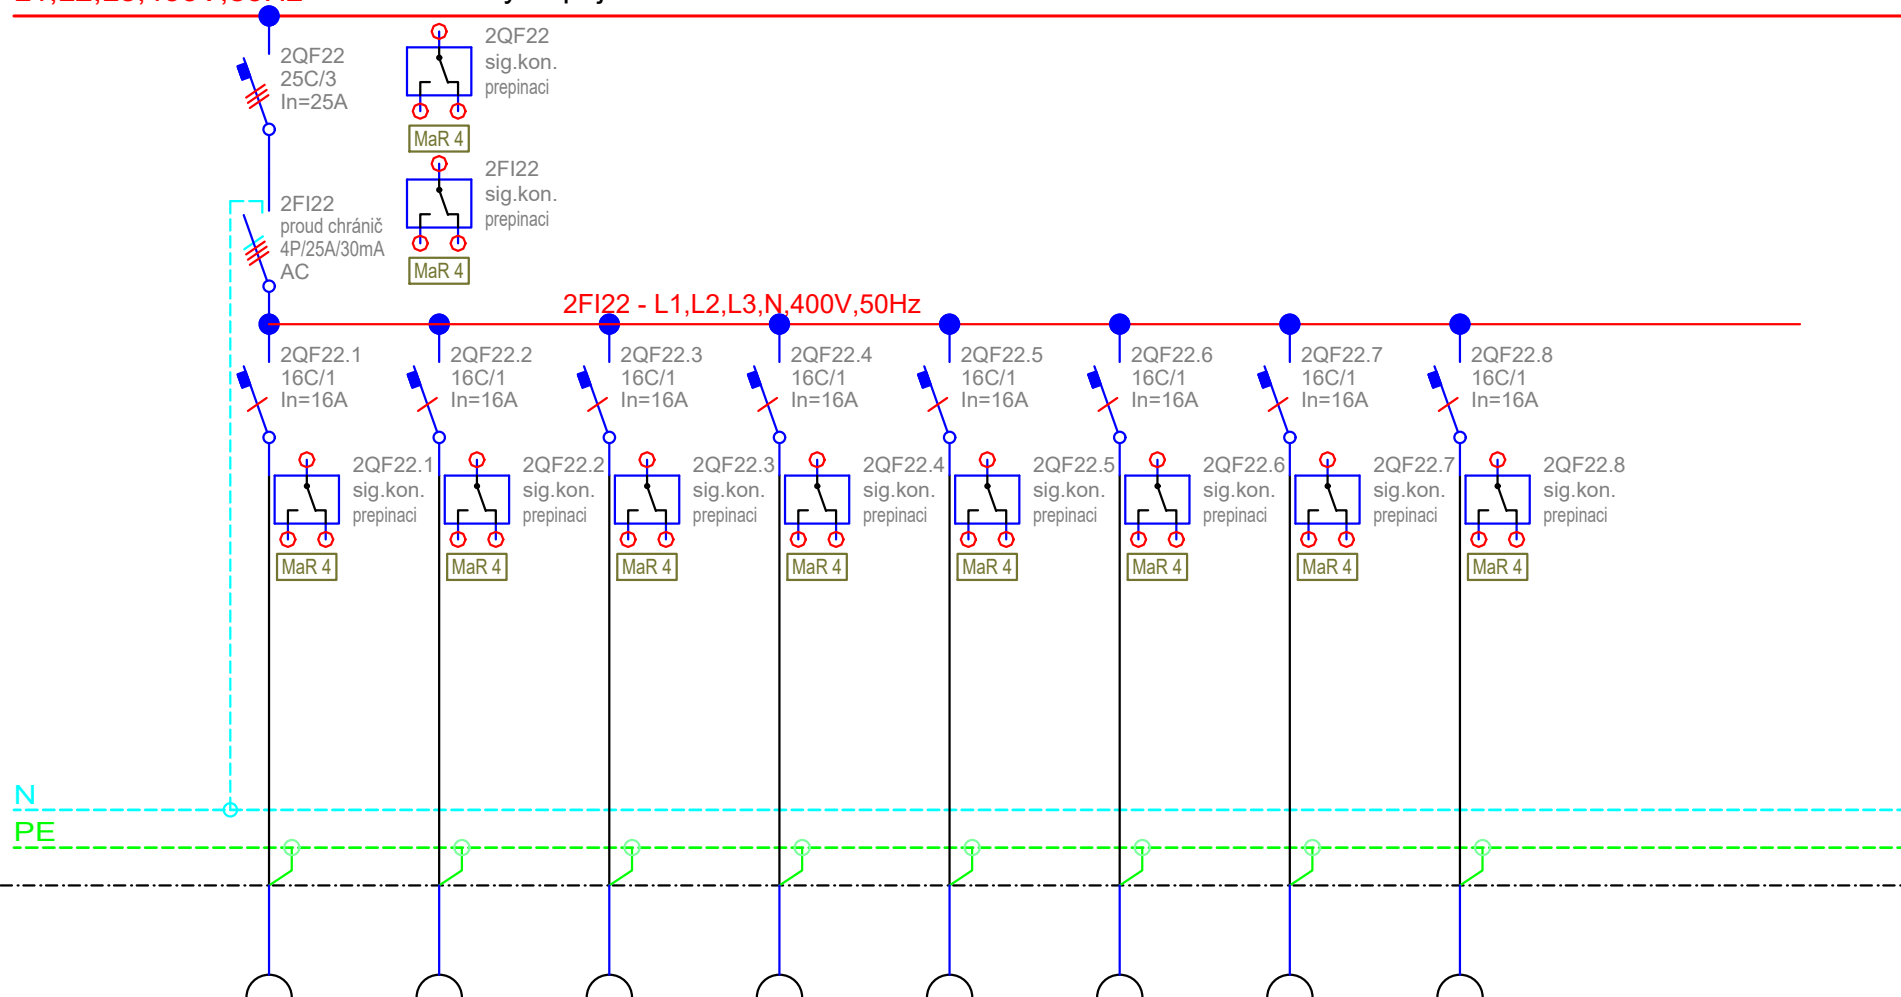 2QF22
25C/3
In=25A
2QF22
sig.kon.
prepinaci
MaR 4
2FI22
proud chránič
4P/25A/30mA
AC
2FI22
sig.kon.
prepinaci
MaR 4
2FI22 - L1,L2,L3,N,400V,50Hz
2QF22.1
16C/1
In=16A
2QF22.2
16C/1
In=16A
2QF22.3
16C/1
In=16A
2QF22.4
16C/1
In=16A
2QF22.5
16C/1
In=16A
2QF22.6
16C/1
In=16A
2QF22.7
16C/1
In=16A
2QF22.8
16C/1
In=16A
2QF22.1
sig.kon.
prepinaci
MaR 4
2QF22.2
sig.kon.
prepinaci
MaR 4
2QF22.3
sig.kon.
prepinaci
MaR 4
2QF22.4
sig.kon.
prepinaci
MaR 4
2QF22.5
sig.kon.
prepinaci
MaR 4
2QF22.6
sig.kon.
prepinaci
MaR 4
2QF22.7
sig.kon.
prepinaci
MaR 4
2QF22.8
sig.kon.
prepinaci
MaR 4
N
PE